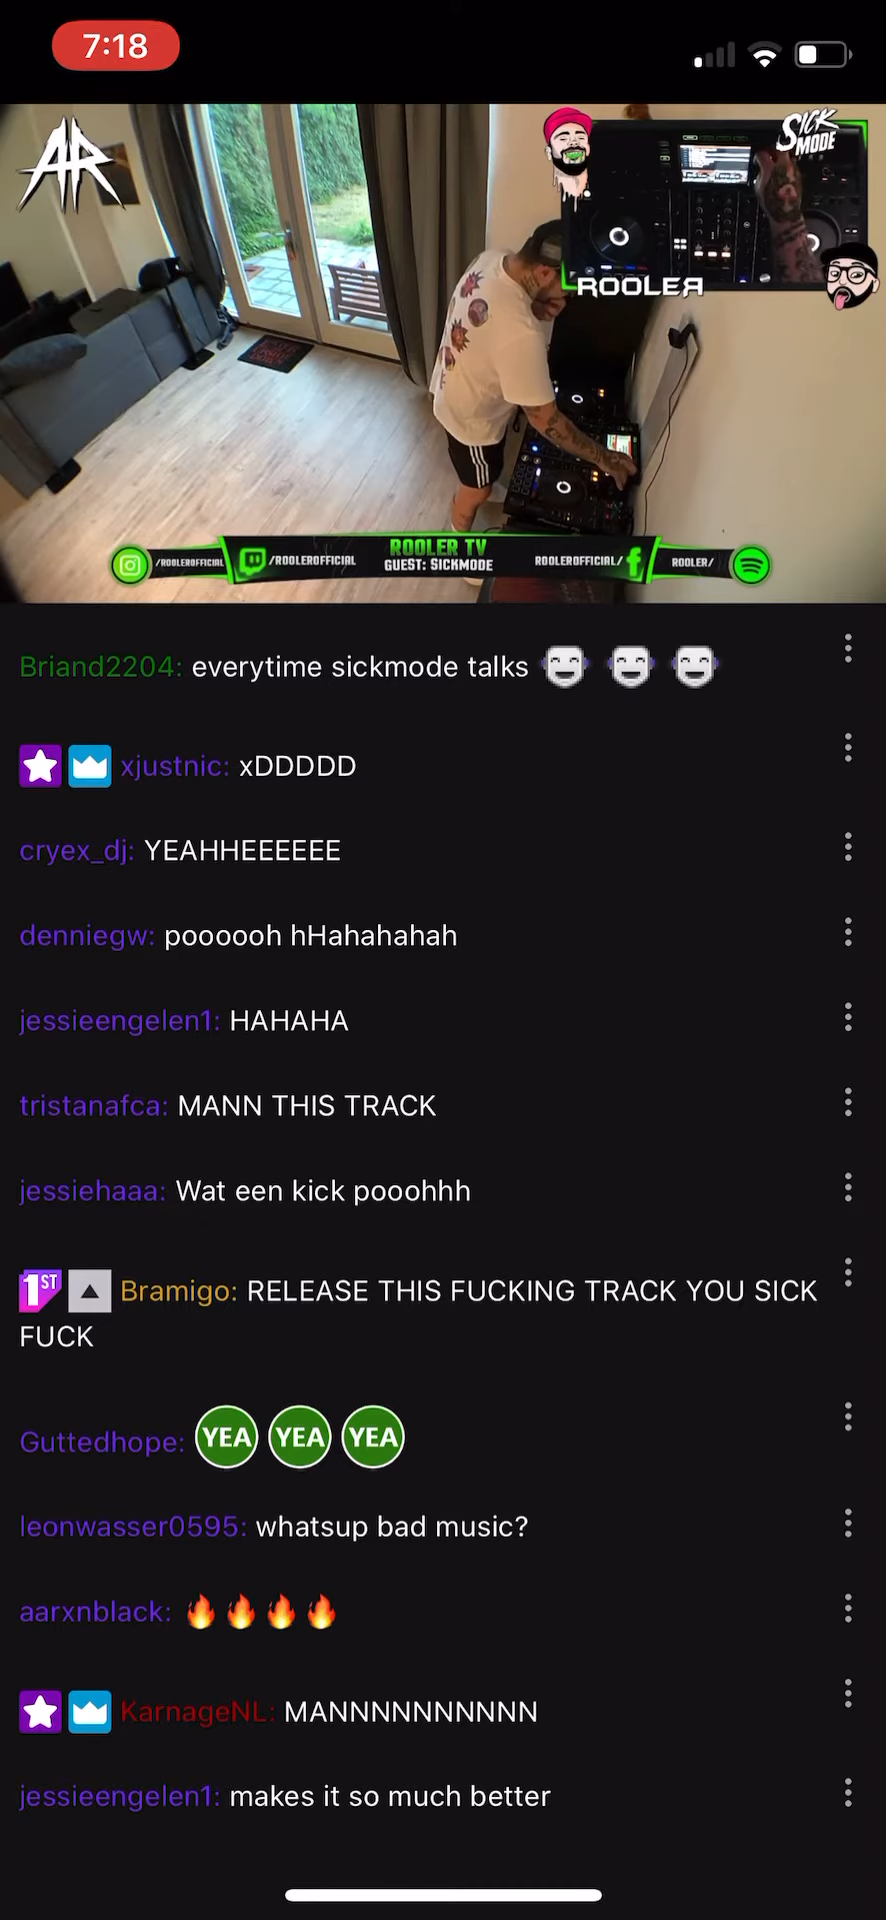 7:18
AR
SICK
MODE
ROOLER
/ROOLEROFFICIAL
/ROOLEROFFICIAL
ROOLER TV
GUEST: SICKMODE
ROOLEROFFICIAL/
ROOLER/
Briand2204: everytime sickmode talks
xjustnic: xDDDDD
cryex_dj: YEAHHEEEEEE
denniegw: poooooh hHahahahah
jessieengelen1: HAHAHA
tristanafca: MANN THIS TRACK
jessiehaaa: Wat een kick pooohhh
1ST Bramigo: RELEASE THIS FUCKING TRACK YOU SICK
FUCK
Guttedhope: YEA YEA YEA
leonwasser0595: whatsup bad music?
aarxnblack: 🔥🔥🔥🔥
KarnageNL: MANNNNNNNNNN
jessieengelen1: makes it so much better